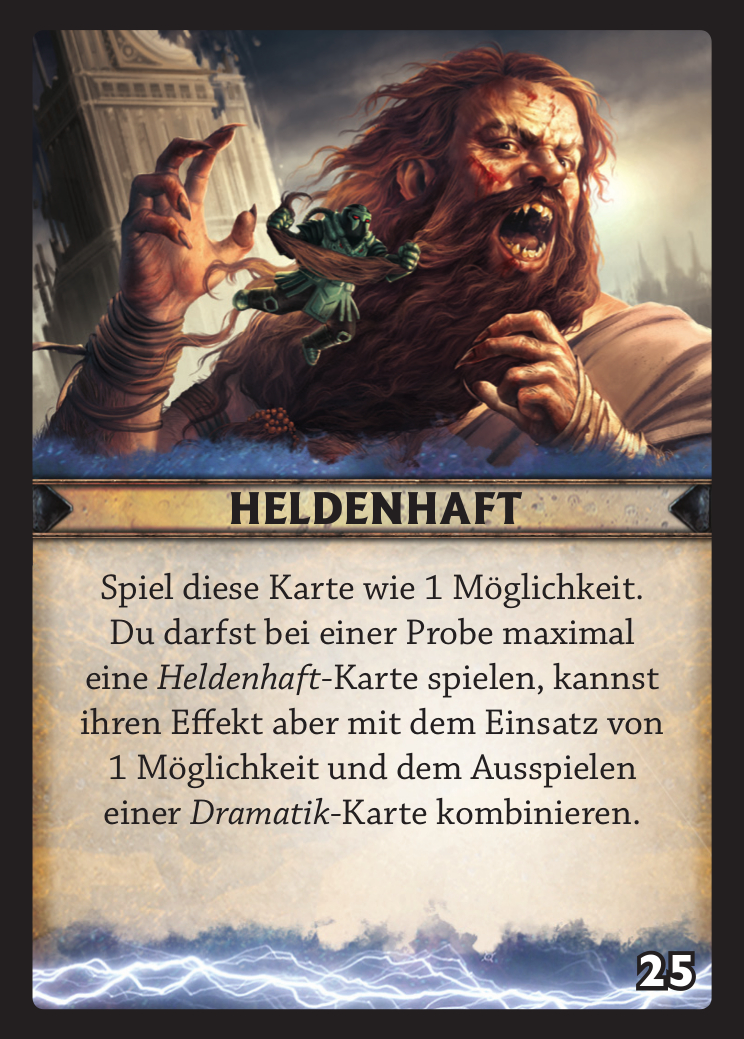 HELDENHAFT
Spiel diese Karte wie 1 Möglichkeit.
Du darfst bei einer Probe maximal
eine Heldenhaft-Karte spielen, kannst
ihren Effekt aber mit dem Einsatz von
1 Möglichkeit und dem Ausspielen
einer Dramatik-Karte kombinieren.
25